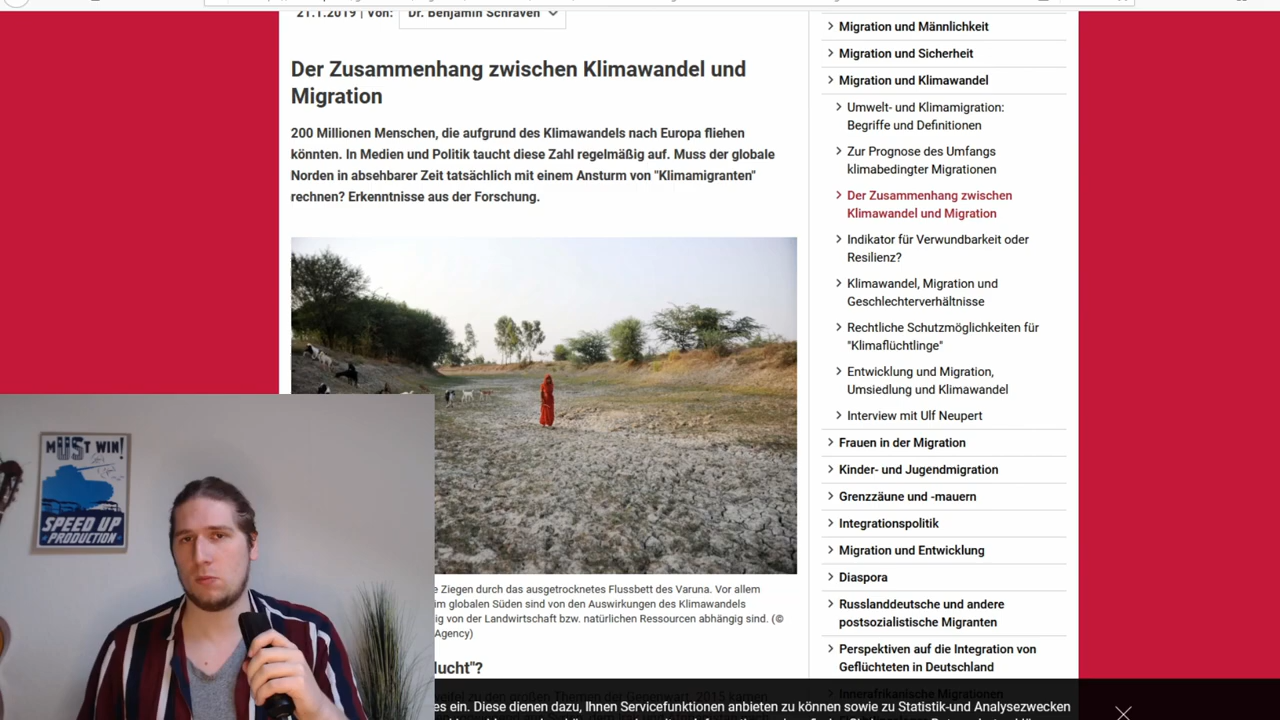 21.1.2019 | Von:
Dr. Benjamin Schraven
Der Zusammenhang zwischen Klimawandel und
Migration
200 Millionen Menschen, die aufgrund des Klimawandels nach Europa fliehen
könnten. In Medien und Politik taucht diese Zahl regelmäßig auf. Muss der globale
Norden in absehbarer Zeit tatsächlich mit einem Ansturm von "Klimamigranten"
rechnen? Erkenntnisse aus der Forschung.
e Ziegen durch das ausgetrocknetes Flussbett des Varuna. Vor allem
im globalen Süden sind von den Auswirkungen des Klimawandels
ig von der Landwirtschaft bzw. natürlichen Ressourcen abhängig sind. (©
Agency)
lucht"?
zu den großen Themen der Gegenwart. 2015 kamen
es ein. Diese dienen dazu, Ihnen Servicefunktionen anbieten zu können sowie zu Statistik-und Analysezwecken
Migration und Männlichkeit
Migration und Sicherheit
Migration und Klimawandel
Umwelt- und Klimamigration:
Begriffe und Definitionen
Zur Prognose des Umfangs
klimabedingter Migrationen
Der Zusammenhang zwischen
Klimawandel und Migration
Indikator für Verwundbarkeit oder
Resilienz?
Klimawandel, Migration und
Geschlechterverhältnisse
Rechtliche Schutzmöglichkeiten für
"Klimaflüchtlinge"
Entwicklung und Migration,
Umsiedlung und Klimawandel
Interview mit Ulf Neupert
Frauen in der Migration
Kinder- und Jugendmigration
Grenzzäune und -mauern
Integrationspolitik
Migration und Entwicklung
Diaspora
Russlanddeutsche und andere
postsozialistische Migranten
Perspektiven auf die Integration von
Geflüchteten in Deutschland
Innerafrikanische Migrationen
MUST WIN!
SPEED UP
PRODUCTION